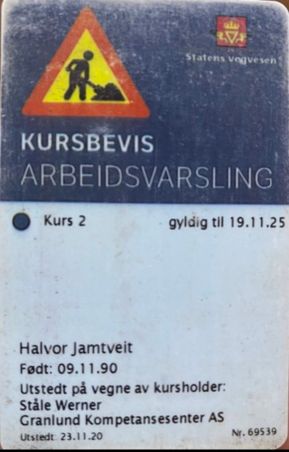 Statens vegvesen
KURSBEVIS
ARBEIDSVARSLING
Kurs 2 gyldig til 19.11.25
Halvor Jamtveit
Født: 09.11.90
Utstedt på vegne av kursholder:
Ståle Werner
Granlund Kompetansesenter AS
Utstedt: 23.11.20 Nr. 69539